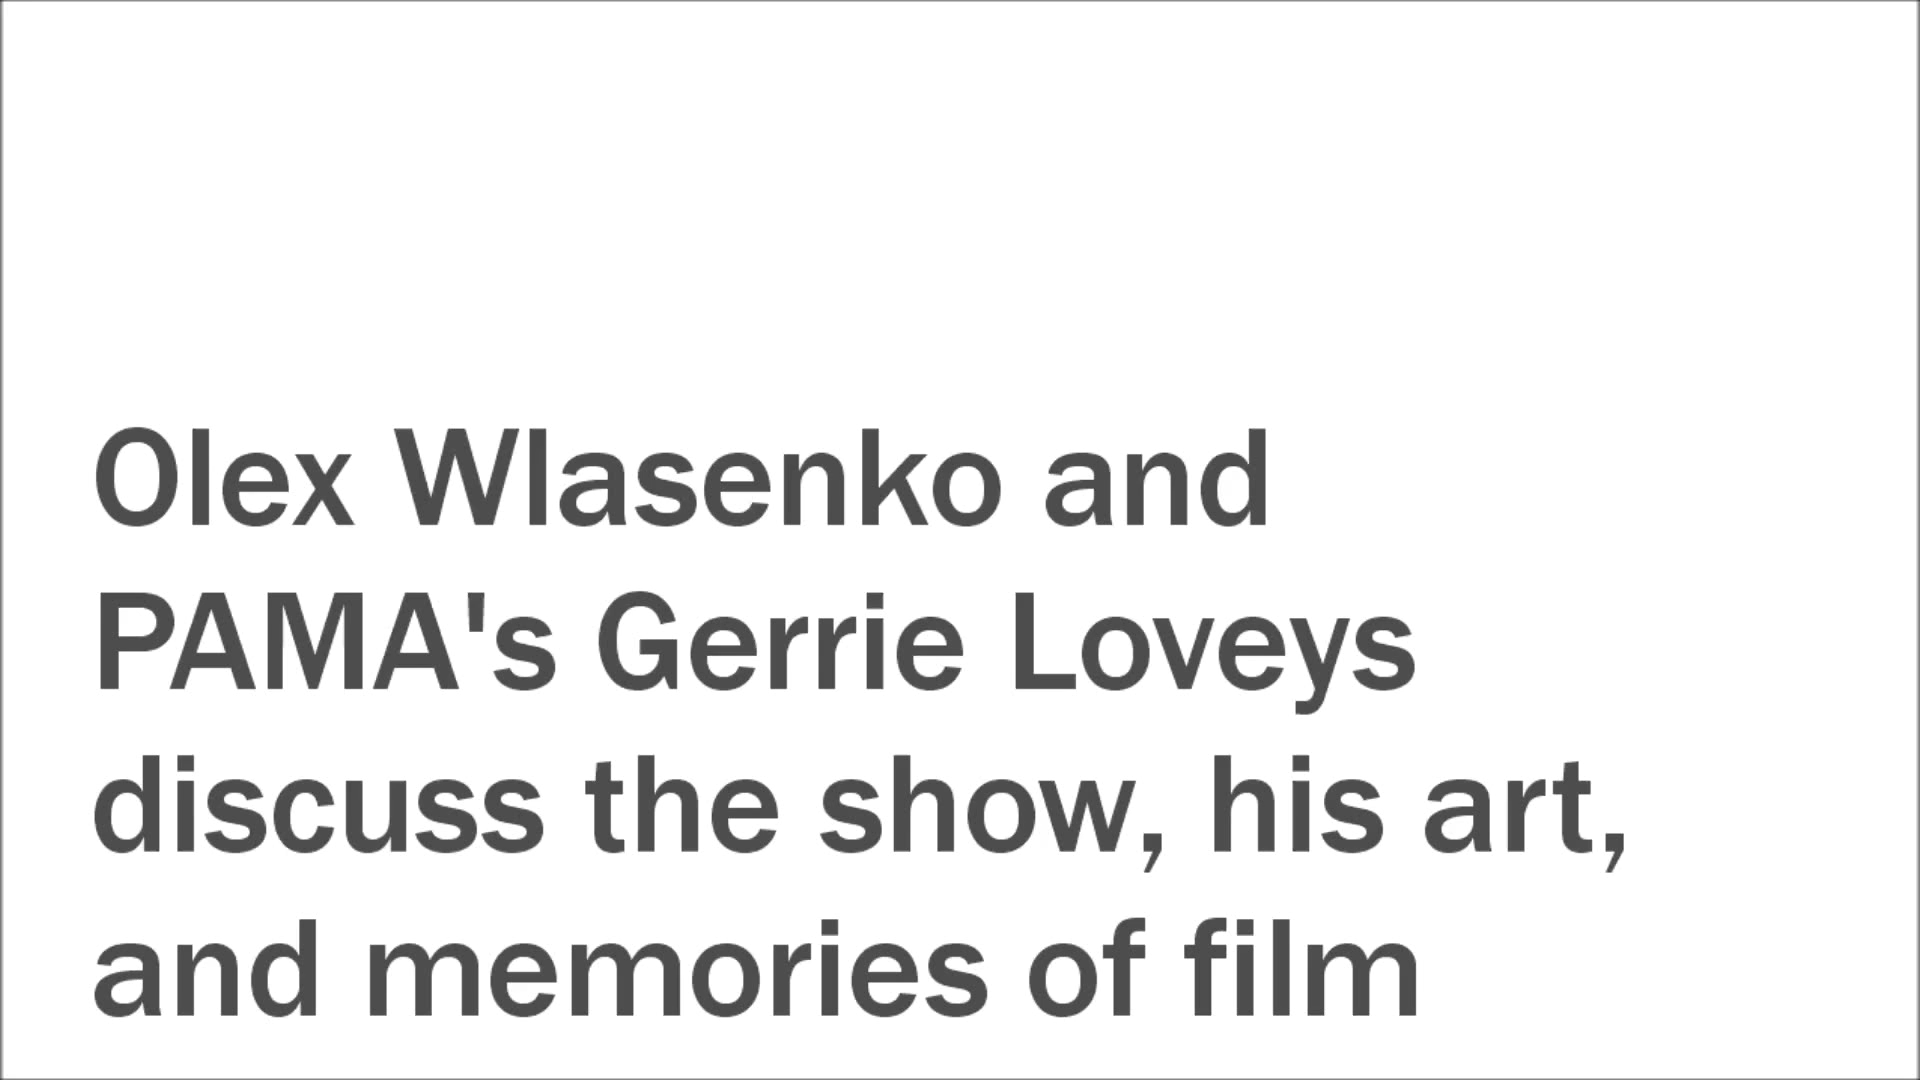 Olex Wlasenko and
PAMA's Gerrie Loveys
discuss the show, his art,
and memories of film